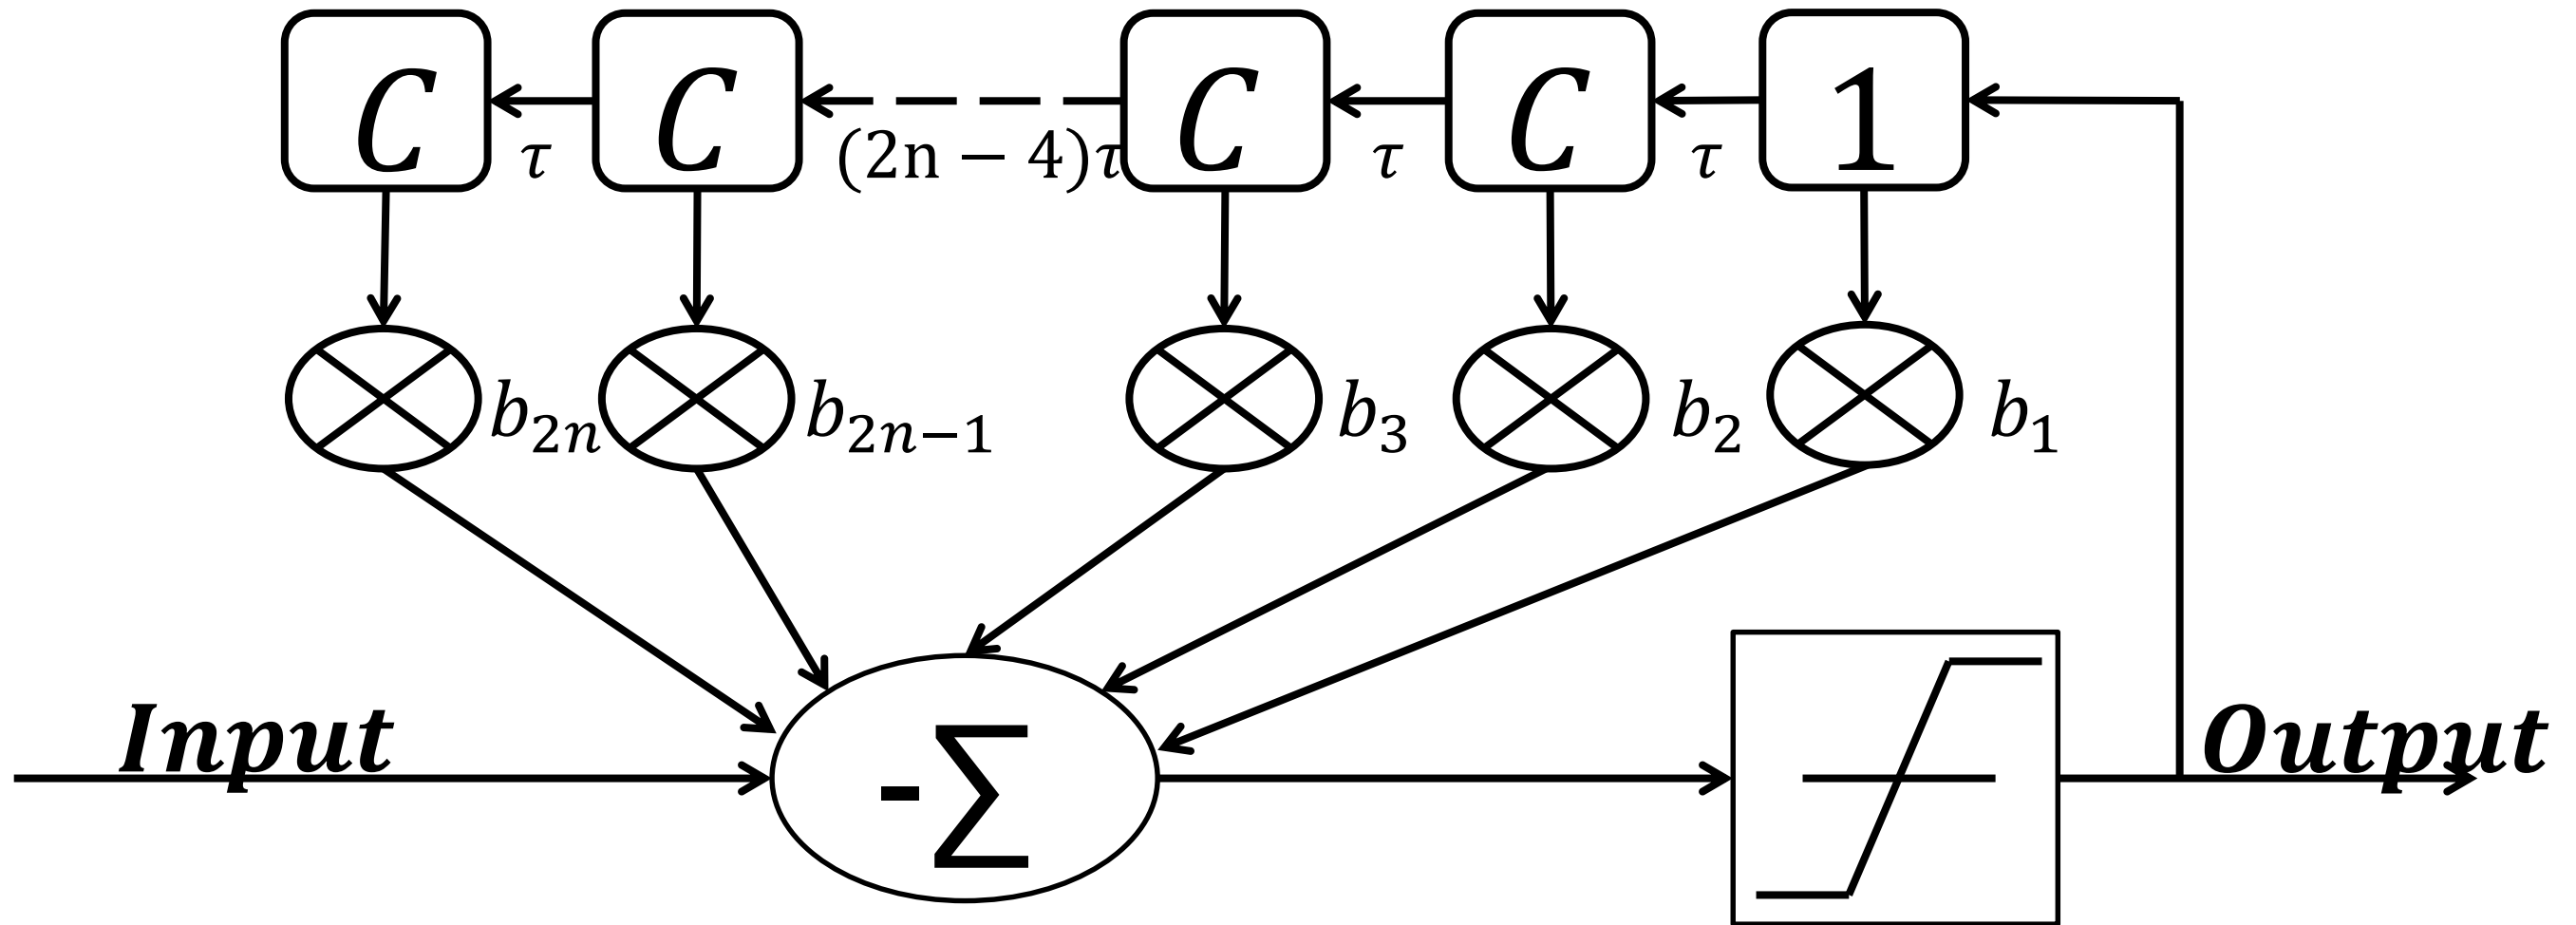 C C C C 1
τ (2n − 4)τ τ τ
b₂ₙ b₂ₙ₋₁ b₃ b₂ b₁
Input -∑ Output